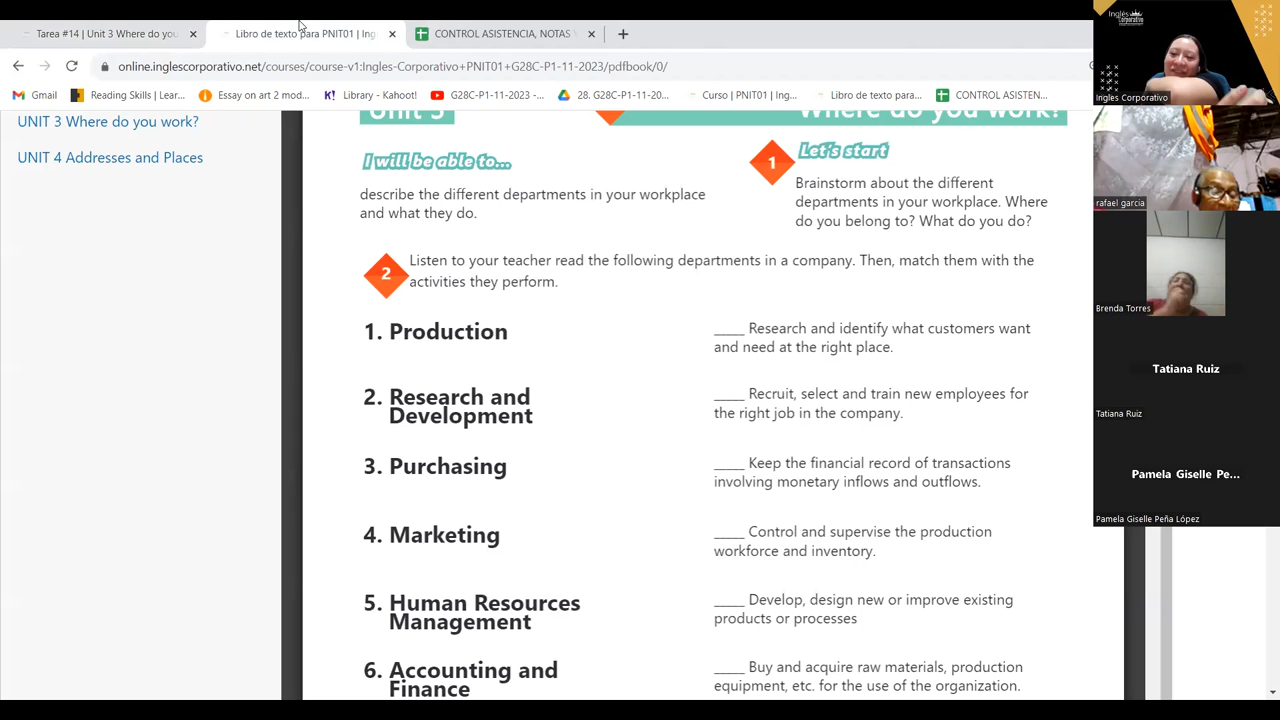 Tarea #14 | Unit 3 Where do you
Libro de texto para PNIT01 | Ing
CONTROL ASISTENCIA, NOTAS
online.inglescorporativo.net/courses/course-v1:Ingles-Corporativo+PNIT01+G28C-P1-11-2023/pdfbook/0/
Gmail
Reading Skills | Lear...
Essay on art 2 mod...
Library - Kahoot!
G28C-P1-11-2023 -...
28. G28C-P1-11-20...
Curso | PNIT01 | Ing...
Libro de texto para...
CONTROL ASISTEN...
UNIT 3 Where do you work?
UNIT 4 Addresses and Places
Unit 3
Where do you work?
I will be able to...
describe the different departments in your workplace
and what they do.
1
Let's start
Brainstorm about the different
departments in your workplace. Where
do you belong to? What do you do?
2
Listen to your teacher read the following departments in a company. Then, match them with the
activities they perform.
1. Production
_____ Research and identify what customers want
and need at the right place.
2. Research and
Development
_____ Recruit, select and train new employees for
the right job in the company.
3. Purchasing
_____ Keep the financial record of transactions
involving monetary inflows and outflows.
4. Marketing
_____ Control and supervise the production
workforce and inventory.
5. Human Resources
Management
_____ Develop, design new or improve existing
products or processes
6. Accounting and
Finance
_____ Buy and acquire raw materials, production
equipment, etc. for the use of the organization.
Inglés
Corporativo
Ingles Corporativo
rafael garcia
Brenda Torres
Tatiana Ruiz
Tatiana Ruiz
Pamela Giselle Pe...
Pamela Giselle Peña López